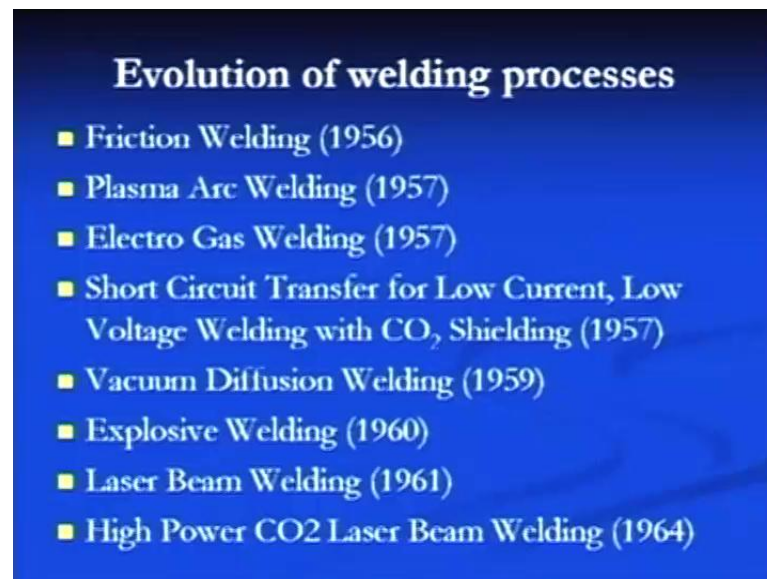 Evolution of welding processes
Friction Welding (1956)
Plasma Arc Welding (1957)
Electro Gas Welding (1957)
Short Circuit Transfer for Low Current, Low
Voltage Welding with CO₂ Shielding (1957)
Vacuum Diffusion Welding (1959)
Explosive Welding (1960)
Laser Beam Welding (1961)
High Power CO2 Laser Beam Welding (1964)